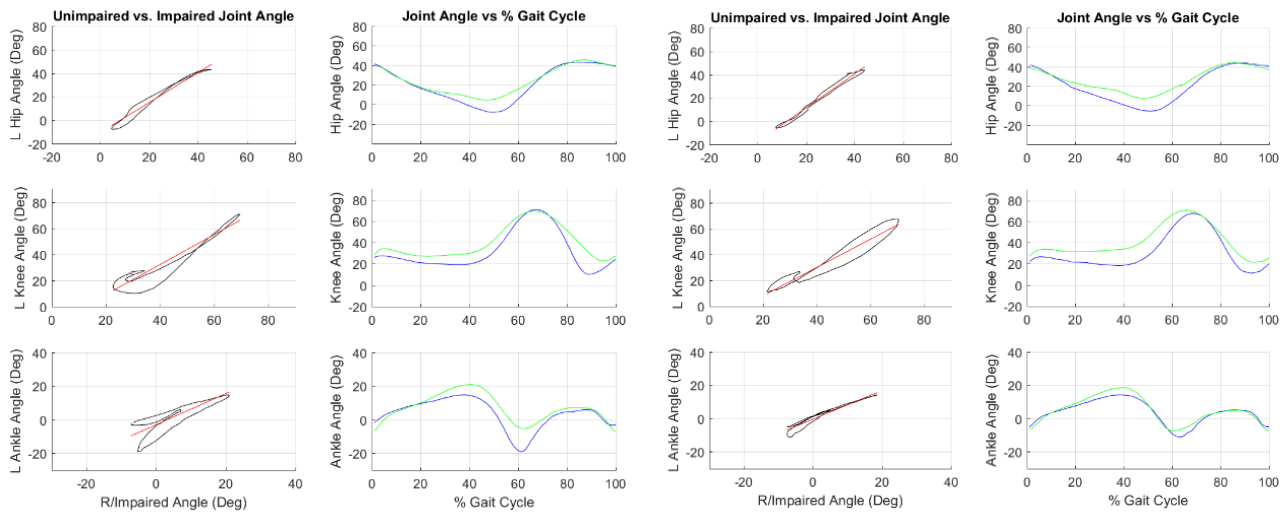 Unimpaired vs. Impaired Joint Angle
L Hip Angle (Deg)
80
60
40
20
0
-20
-20 0 20 40 60 80
Joint Angle vs % Gait Cycle
Hip Angle (Deg)
80
60
40
20
0
-20
0 20 40 60 80 100
Unimpaired vs. Impaired Joint Angle
L Hip Angle (Deg)
80
60
40
20
0
-20
-20 0 20 40 60 80
Joint Angle vs % Gait Cycle
Hip Angle (Deg)
80
60
40
20
0
-20
0 20 40 60 80 100
L Knee Angle (Deg)
80
60
40
20
0
0 20 40 60 80
Knee Angle (Deg)
80
60
40
20
0
-20
0 20 40 60 80 100
L Knee Angle (Deg)
80
60
40
20
0
0 20 40 60 80
Knee Angle (Deg)
80
60
40
20
0
-20
0 20 40 60 80 100
L Ankle Angle (Deg)
40
20
0
-20
-20 0 20 40
R/Impaired Angle (Deg)
Ankle Angle (Deg)
40
20
0
-20
0 20 40 60 80 100
% Gait Cycle
L Ankle Angle (Deg)
40
20
0
-20
-20 0 20 40
R/Impaired Angle (Deg)
Ankle Angle (Deg)
40
20
0
-20
0 20 40 60 80 100
% Gait Cycle